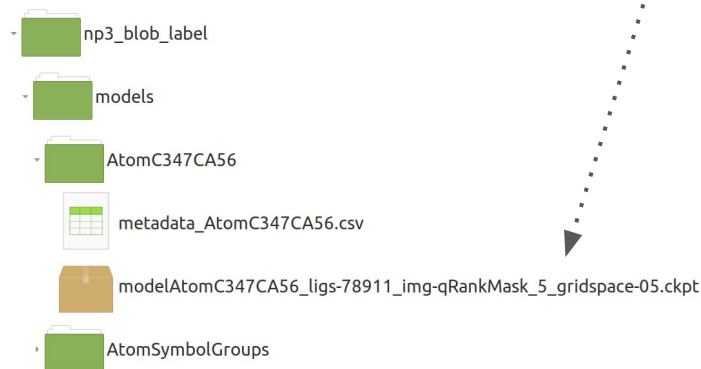 np3_blob_label
models
AtomC347CA56
metadata_AtomC347CA56.csv
modelAtomC347CA56_ligs-78911_img-qRankMask_5_gridspace-05.ckpt
AtomSymbolGroups